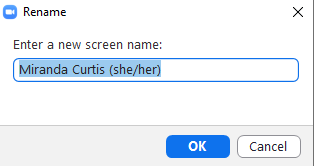 Rename
Enter a new screen name:
Miranda Curtis (she/her)
OK
Cancel